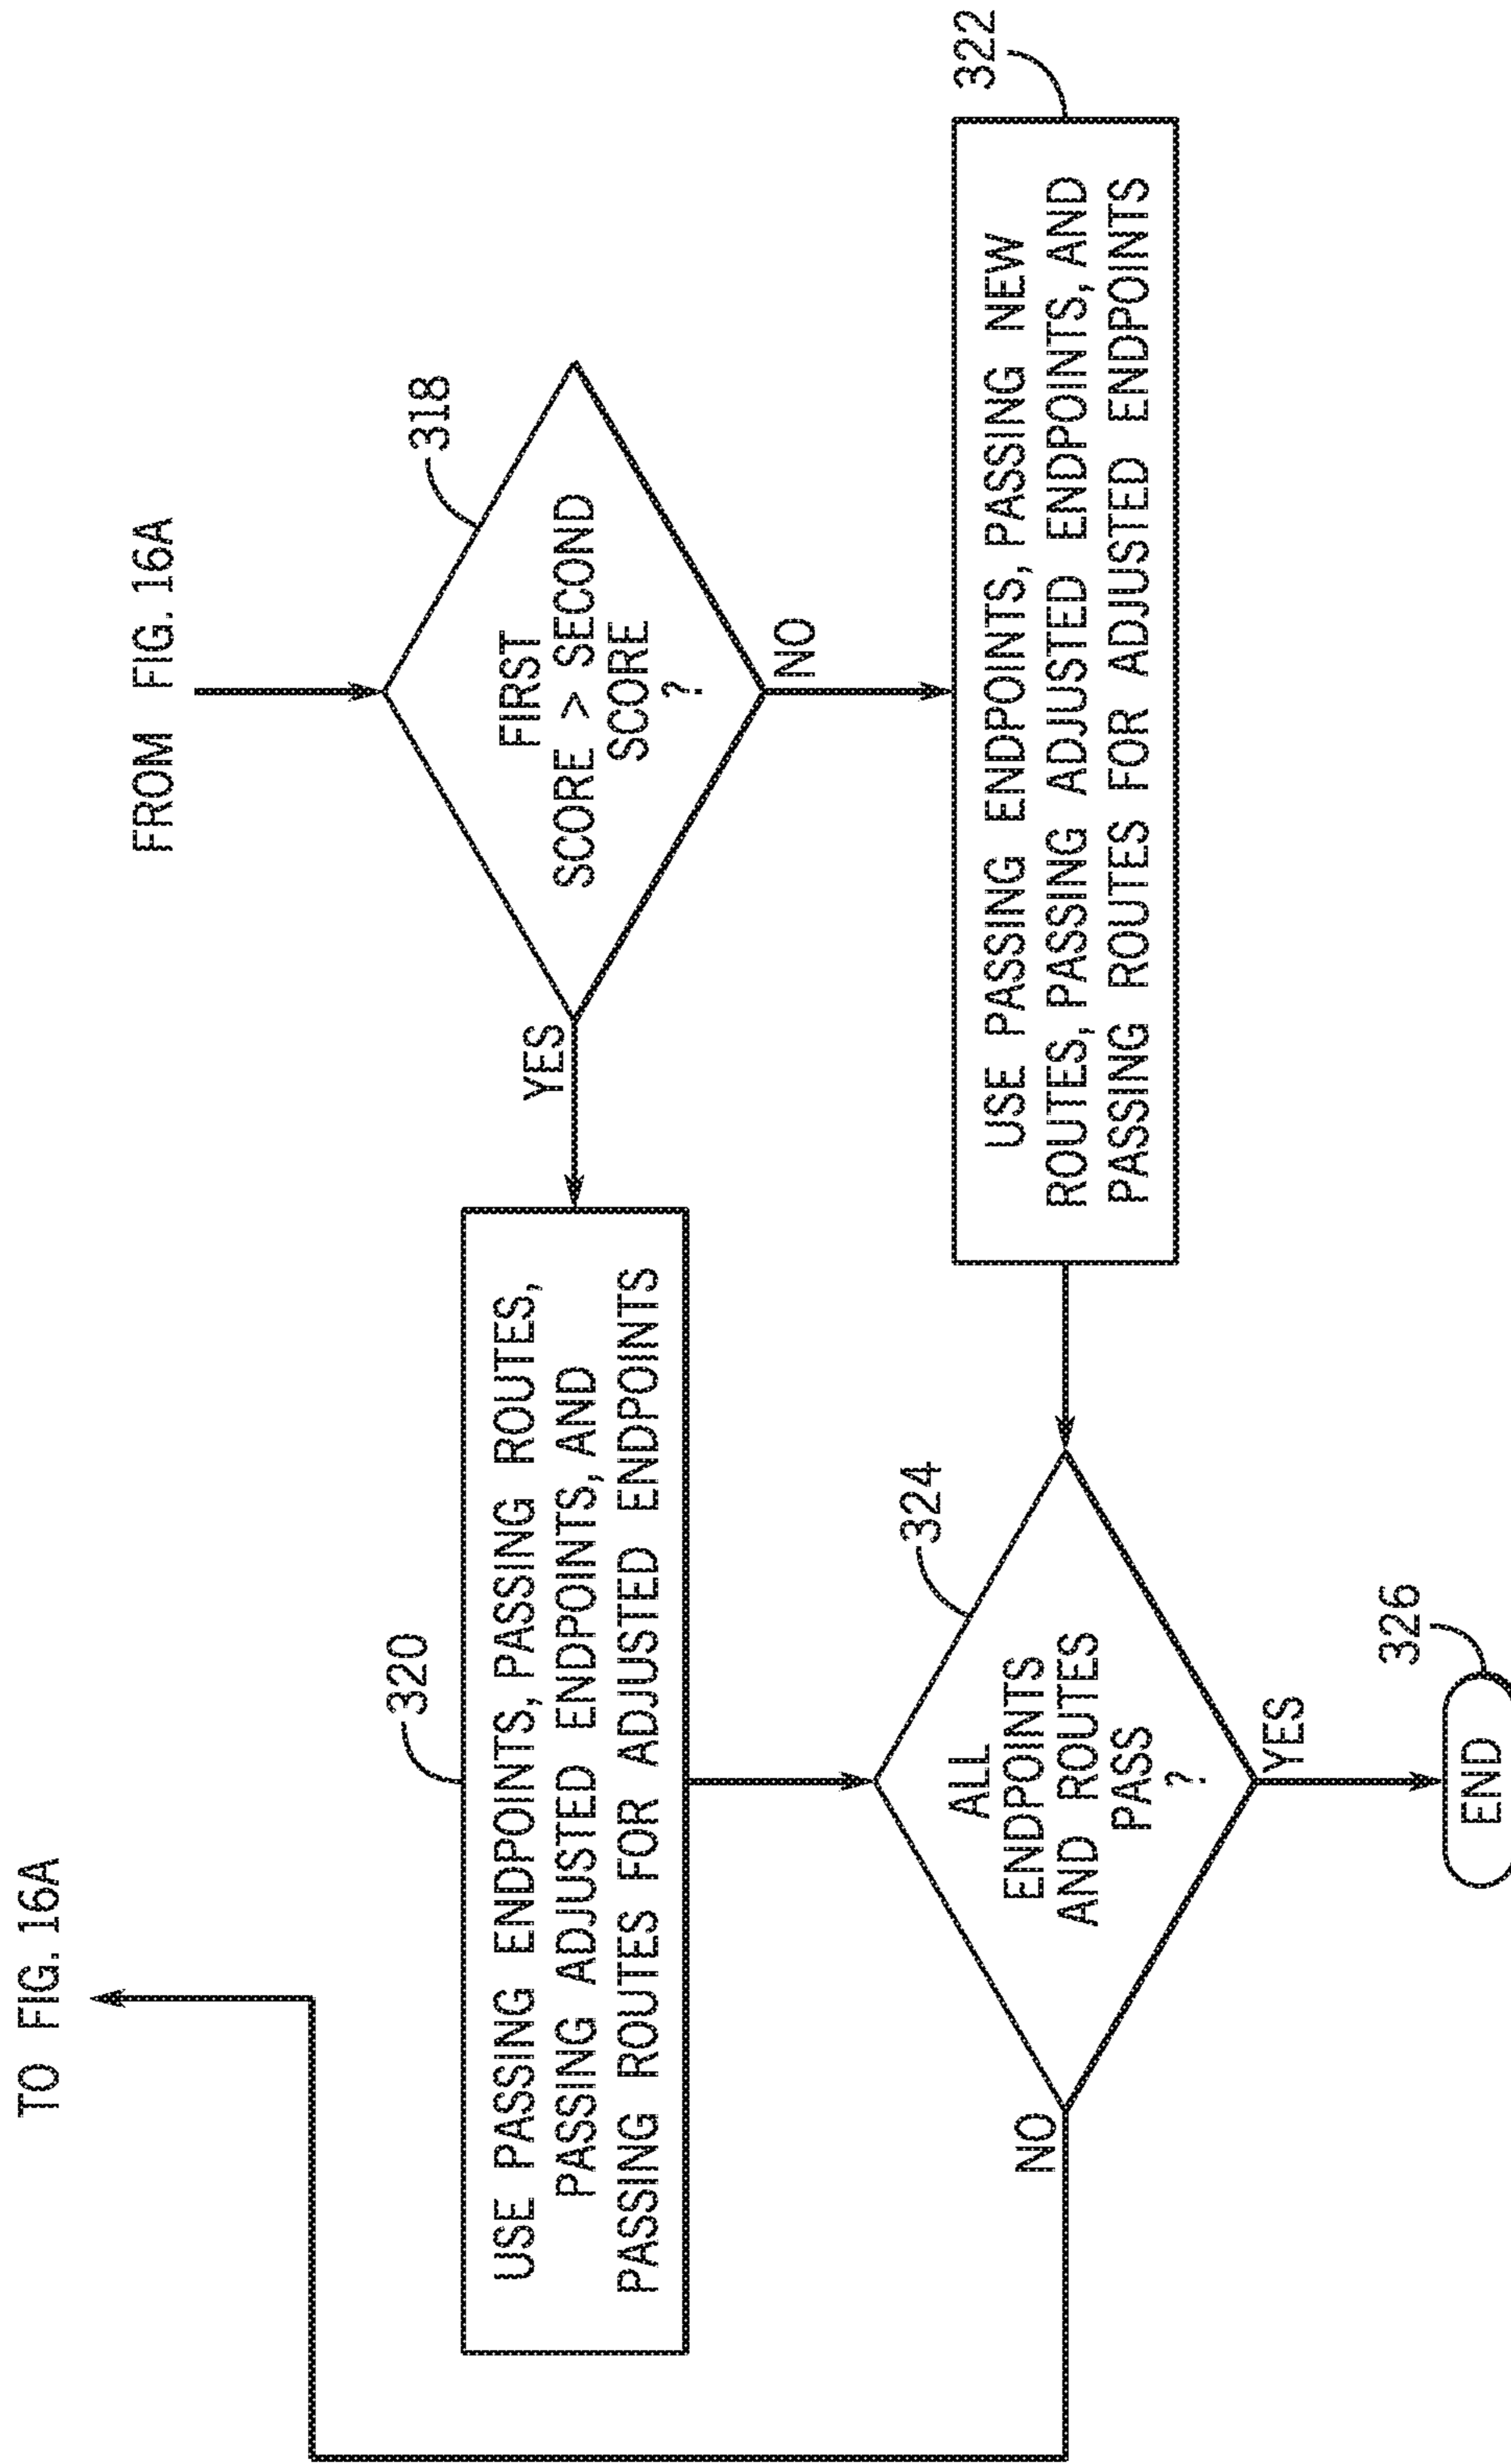 TO FIG. 16A
FROM FIG. 16A
318
FIRST
SCORE > SECOND
SCORE
?
YES
NO
320
USE PASSING ENDPOINTS, PASSING ROUTES,
PASSING ADJUSTED ENDPOINTS, AND
PASSING ROUTES FOR ADJUSTED ENDPOINTS
322
USE PASSING ENDPOINTS, PASSING NEW
ROUTES, PASSING ADJUSTED ENDPOINTS, AND
PASSING ROUTES FOR ADJUSTED ENDPOINTS
324
ALL
ENDPOINTS
AND ROUTES
PASS
?
NO
YES
326
END